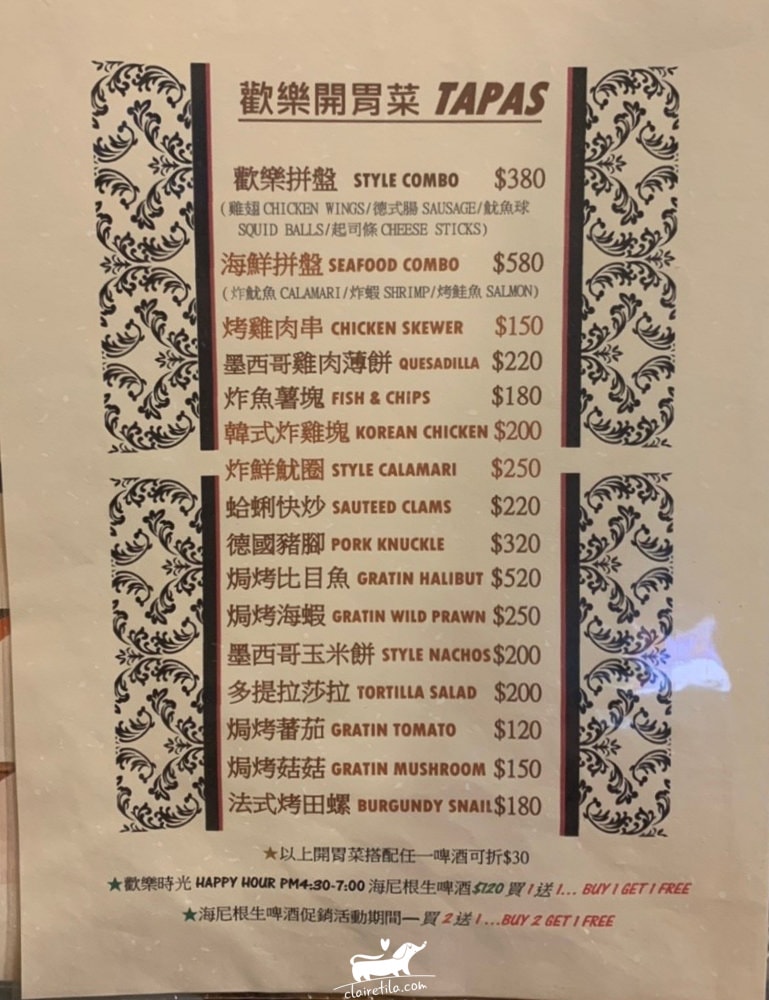 歡樂開胃菜 TAPAS
歡樂拼盤 STYLE COMBO $380
(雞翅 CHICKEN WINGS/德式腸 SAUSAGE/魷魚球
SQUID BALLS/起司條 CHEESE STICKS)
海鮮拼盤 SEAFOOD COMBO $580
(炸魷魚 CALAMARI/炸蝦 SHRIMP/烤鮭魚 SALMON)
烤雞肉串 CHICKEN SKEWER $150
墨西哥雞肉薄餅 QUESADILLA $220
炸魚薯塊 FISH & CHIPS $180
韓式炸雞塊 KOREAN CHICKEN $200
炸鮮魷圈 STYLE CALAMARI $250
蛤蜊快炒 SAUTEED CLAMS $220
德國豬腳 PORK KNUCKLE $320
焗烤比目魚 GRATIN HALIBUT $520
焗烤海蝦 GRATIN WILD PRAWN $250
墨西哥玉米餅 STYLE NACHOS $200
多提拉莎拉 TORTILLA SALAD $200
焗烤蕃茄 GRATIN TOMATO $120
焗烤菇菇 GRATIN MUSHROOM $150
法式烤田螺 BURGUNDY SNAIL $180
★以上開胃菜搭配任一啤酒可折$30
★歡樂時光 HAPPY HOUR PM4:30-7:00 海尼根生啤酒$120 買1送1... BUY 1 GET 1 FREE
★海尼根生啤酒促銷活動期間一買2送1...BUY 2 GET 1 FREE
clairetila.com